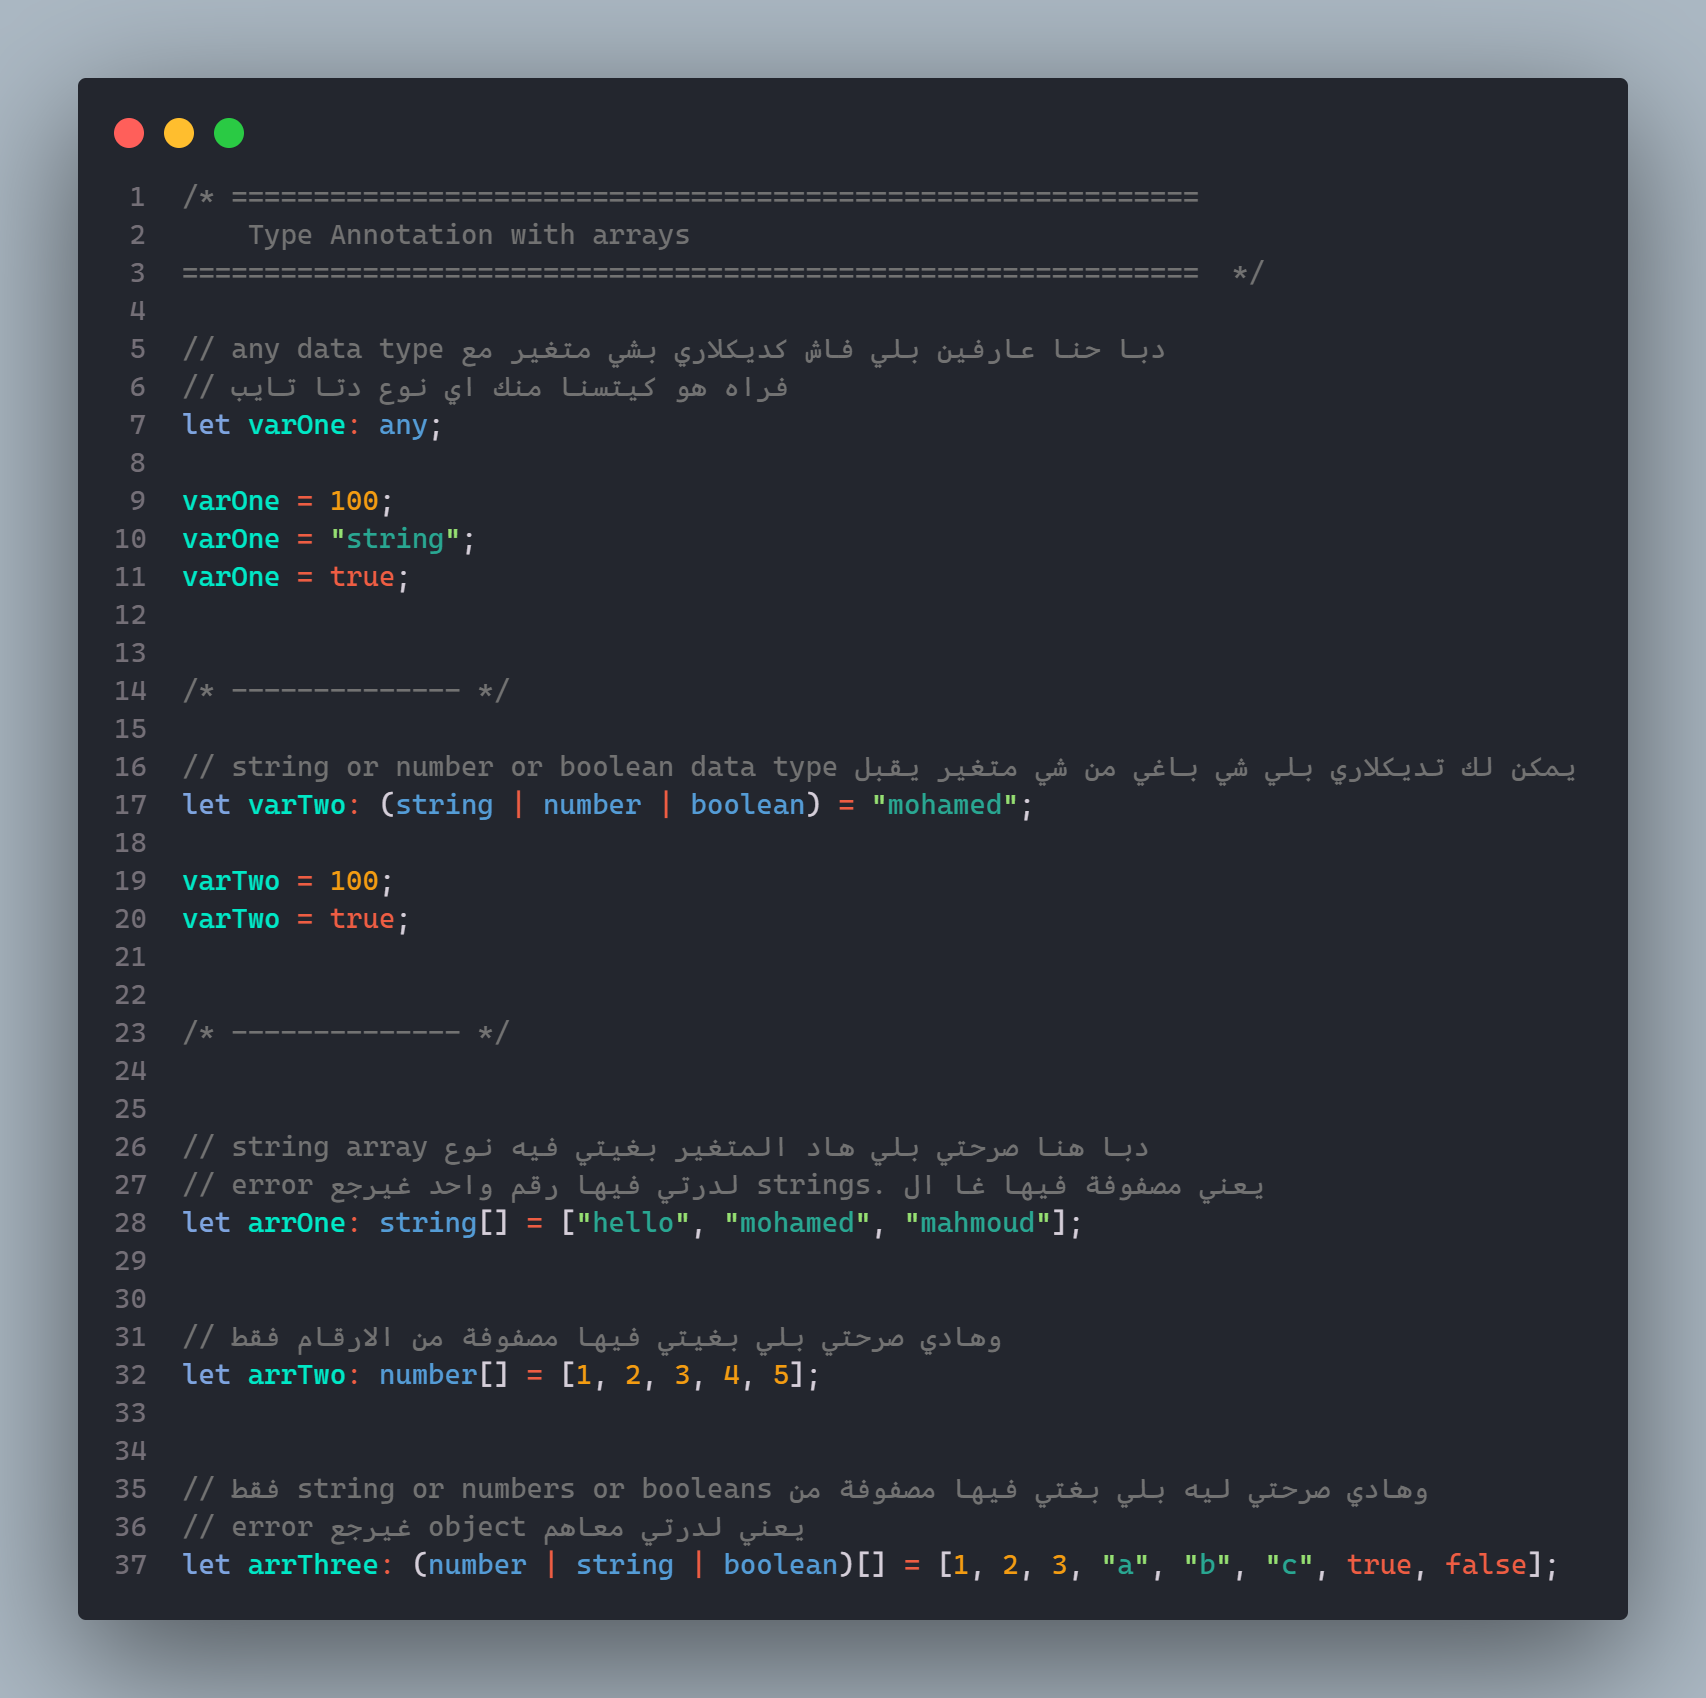 1 /* ===========================================================
2     Type Annotation with arrays
3 ==============================================================  */
4
5 // any data type دبا حنا عارفين بلي فاش كديكلاري بشي متغير مع
6 // فراه هو كيتسنا منك اي نوع دتا تايب
7 let varOne: any;
8
9 varOne = 100;
10 varOne = "string";
11 varOne = true;
12
13
14 /* -------------- */
15
16 // string or number or boolean data type يمكن لك تديكلاري بلي شي باغي من شي متغير يقبل
17 let varTwo: (string | number | boolean) = "mohamed";
18
19 varTwo = 100;
20 varTwo = true;
21
22
23 /* -------------- */
24
25
26 // string array دبا هنا صرحتي بلي هاد المتغير بغيتي فيه نوع
27 // يعني مصفوفة فيها غا ال .strings لدرتي فيها رقم واحد غيرجع error
28 let arrOne: string[] = ["hello", "mohamed", "mahmoud"];
29
30
31 // وهادي صرحتي بلي بغيتي فيها مصفوفة من الارقام فقط
32 let arrTwo: number[] = [1, 2, 3, 4, 5];
33
34
35 // وهادي صرحتي ليه بلي بغتي فيها مصفوفة من string or numbers or booleans فقط
36 // يعني لدرتي معاهم object غيرجع error
37 let arrThree: (number | string | boolean)[] = [1, 2, 3, "a", "b", "c", true, false];